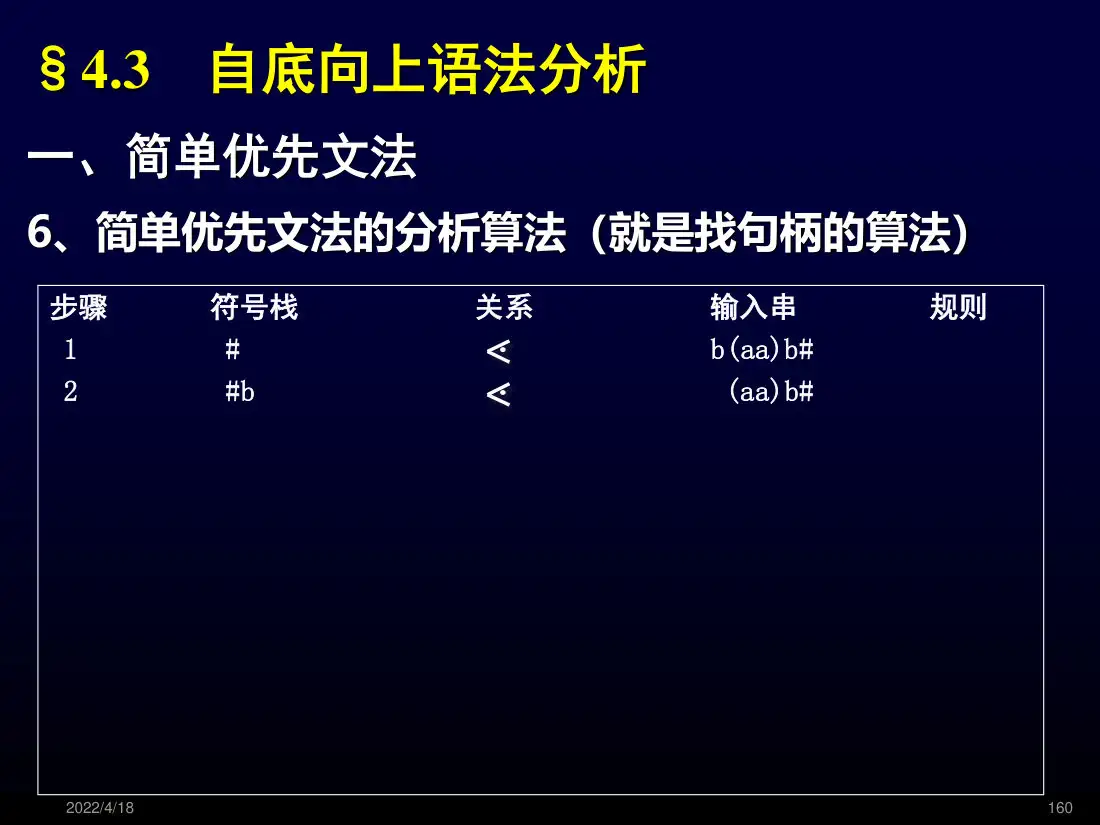 §4.3 自底向上语法分析
一、简单优先文法
6、简单优先文法的分析算法（就是找句柄的算法）
步骤 符号栈 关系 输入串 规则
1 # ⋖ b(aa)b#
2 #b ⋖ (aa)b#
2022/4/18 160